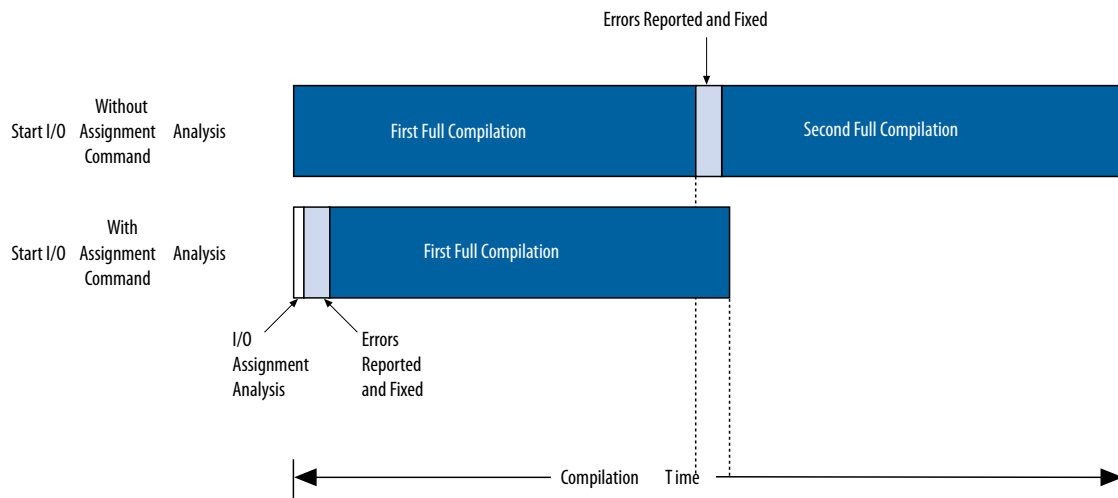 Errors Reported and Fixed
Without
Start I/O Assignment Analysis
Command
First Full Compilation
Second Full Compilation
With
Start I/O Assignment Analysis
Command
First Full Compilation
I/O
Assignment
Analysis
Errors
Reported
and Fixed
Compilation Time